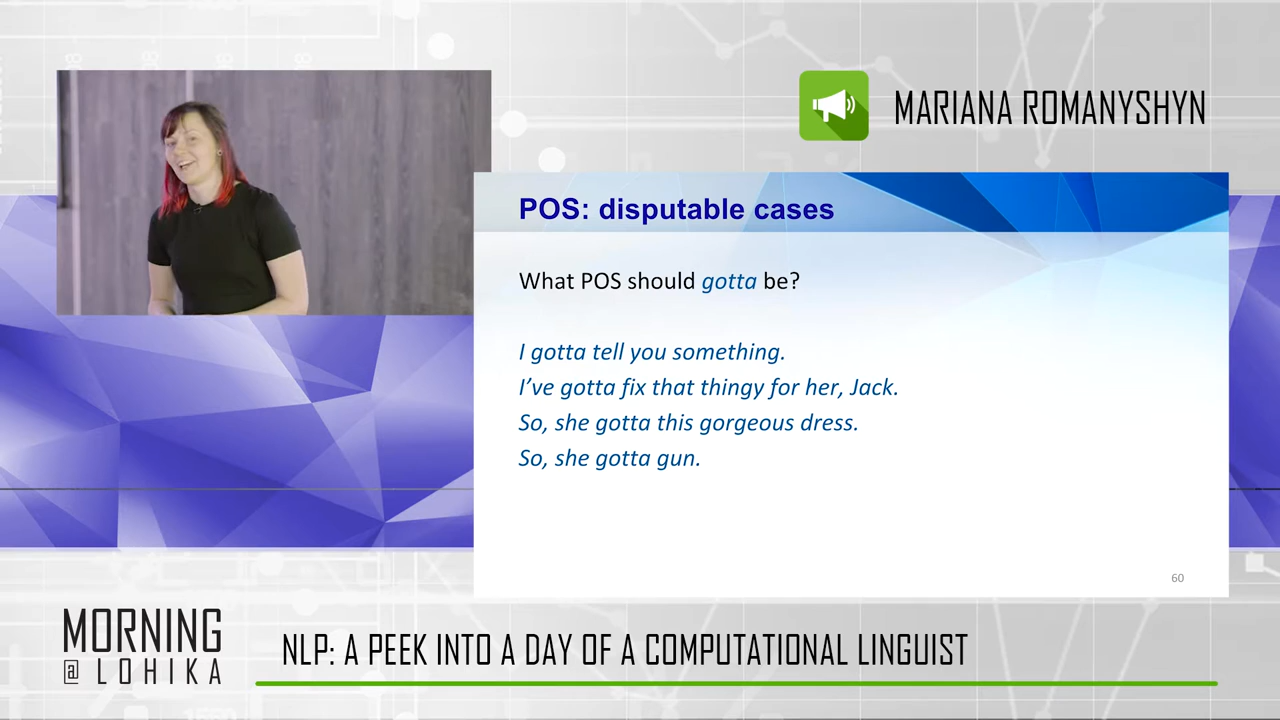 MARIANA ROMANYSHYN
POS: disputable cases
What POS should gotta be?
I gotta tell you something.
I’ve gotta fix that thingy for her, Jack.
So, she gotta this gorgeous dress.
So, she gotta gun.
60
MORNING
@ LOHIKA
NLP: A PEEK INTO A DAY OF A COMPUTATIONAL LINGUIST